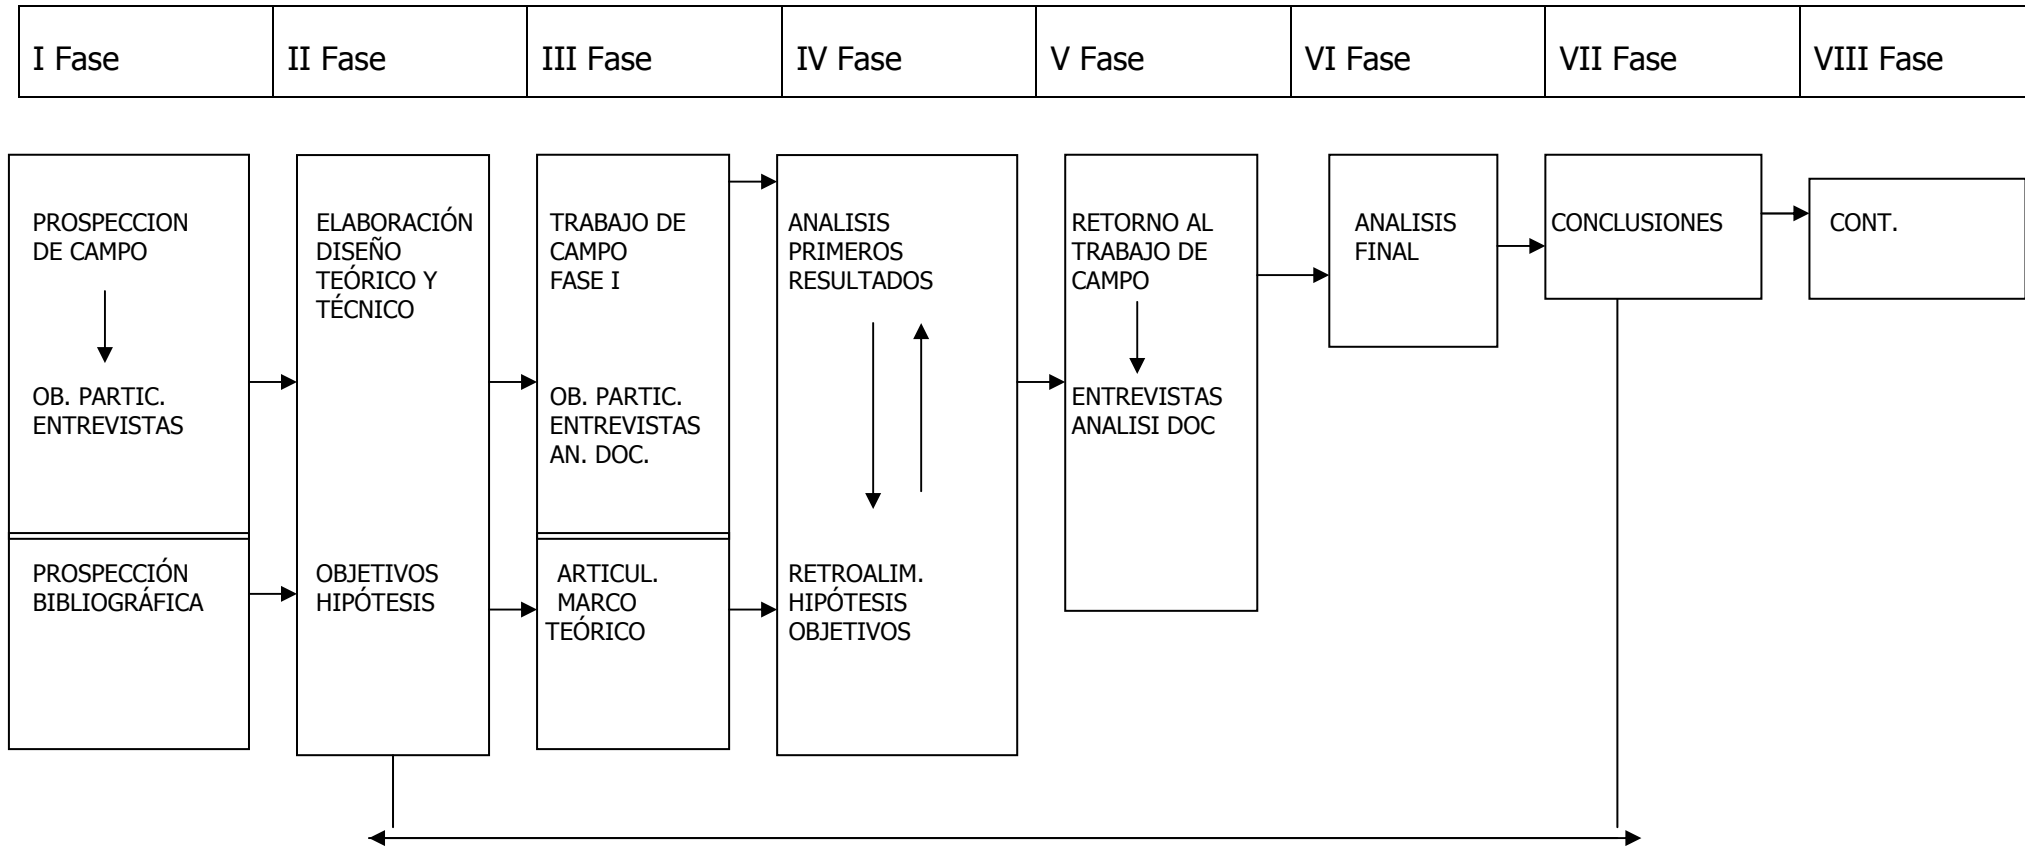 I Fase
II Fase
III Fase
IV Fase
V Fase
VI Fase
VII Fase
VIII Fase
PROSPECCION
DE CAMPO
OB. PARTIC.
ENTREVISTAS
PROSPECCIÓN
BIBLIOGRÁFICA
ELABORACIÓN
DISEÑO
TEÓRICO Y
TÉCNICO
OBJETIVOS
HIPÓTESIS
TRABAJO DE
CAMPO
FASE I
OB. PARTIC.
ENTREVISTAS
AN. DOC.
ARTICUL.
MARCO
TEÓRICO
ANALISIS
PRIMEROS
RESULTADOS
RETROALIM.
HIPÓTESIS
OBJETIVOS
RETORNO AL
TRABAJO DE
CAMPO
ENTREVISTAS
ANALISI DOC
ANALISIS
FINAL
CONCLUSIONES
CONT.